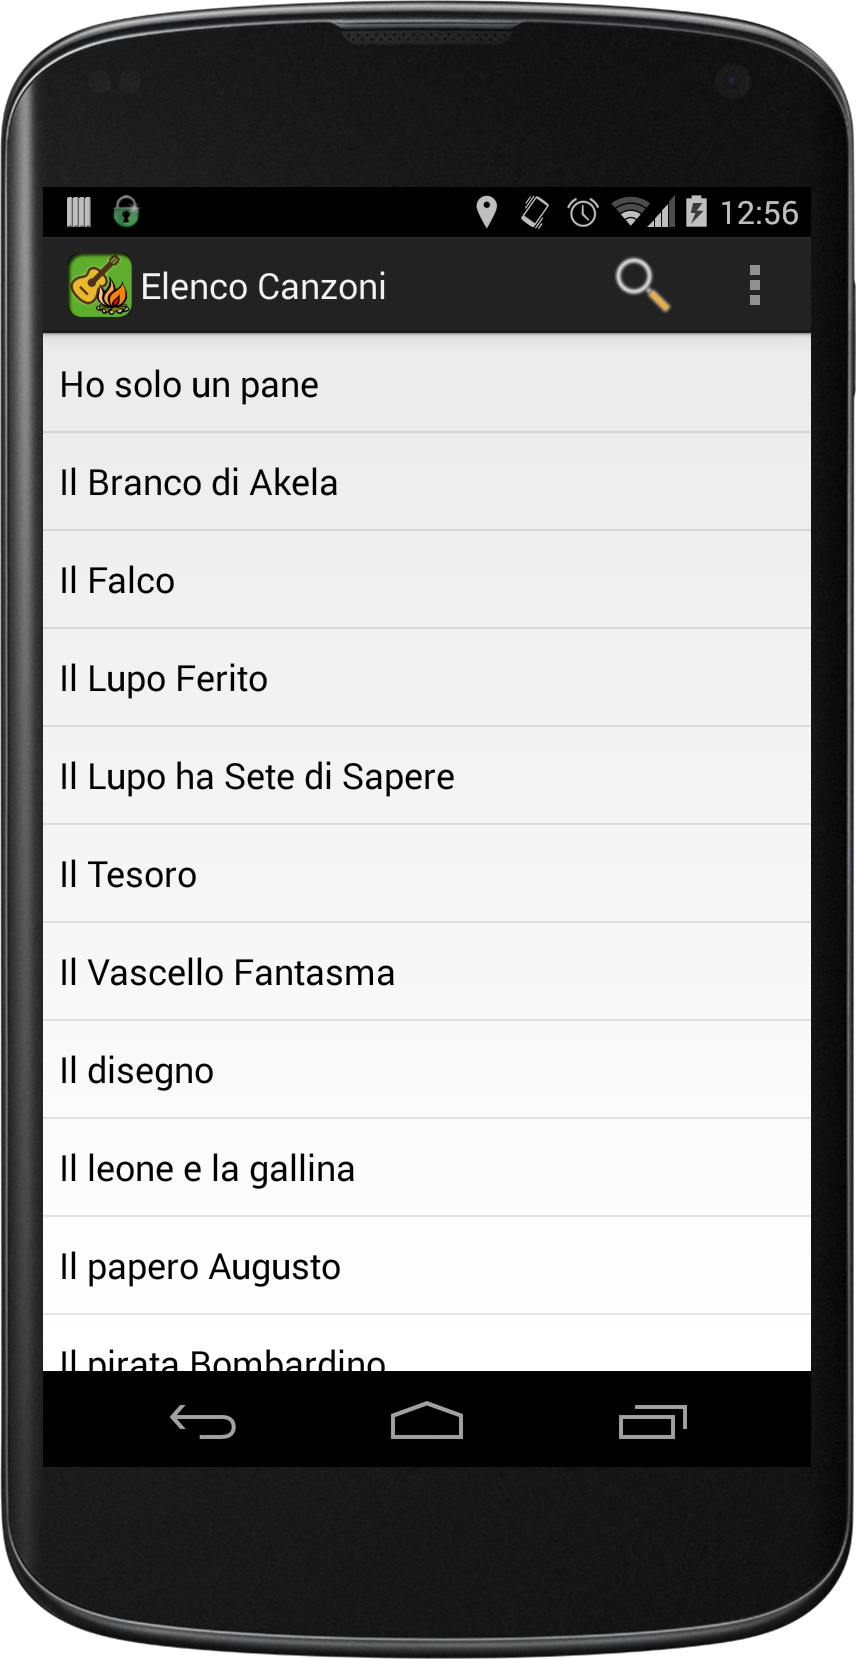 12:56
Elenco Canzoni
Ho solo un pane
Il Branco di Akela
Il Falco
Il Lupo Ferito
Il Lupo ha Sete di Sapere
Il Tesoro
Il Vascello Fantasma
Il disegno
Il leone e la gallina
Il papero Augusto
Il pirata Bombardino